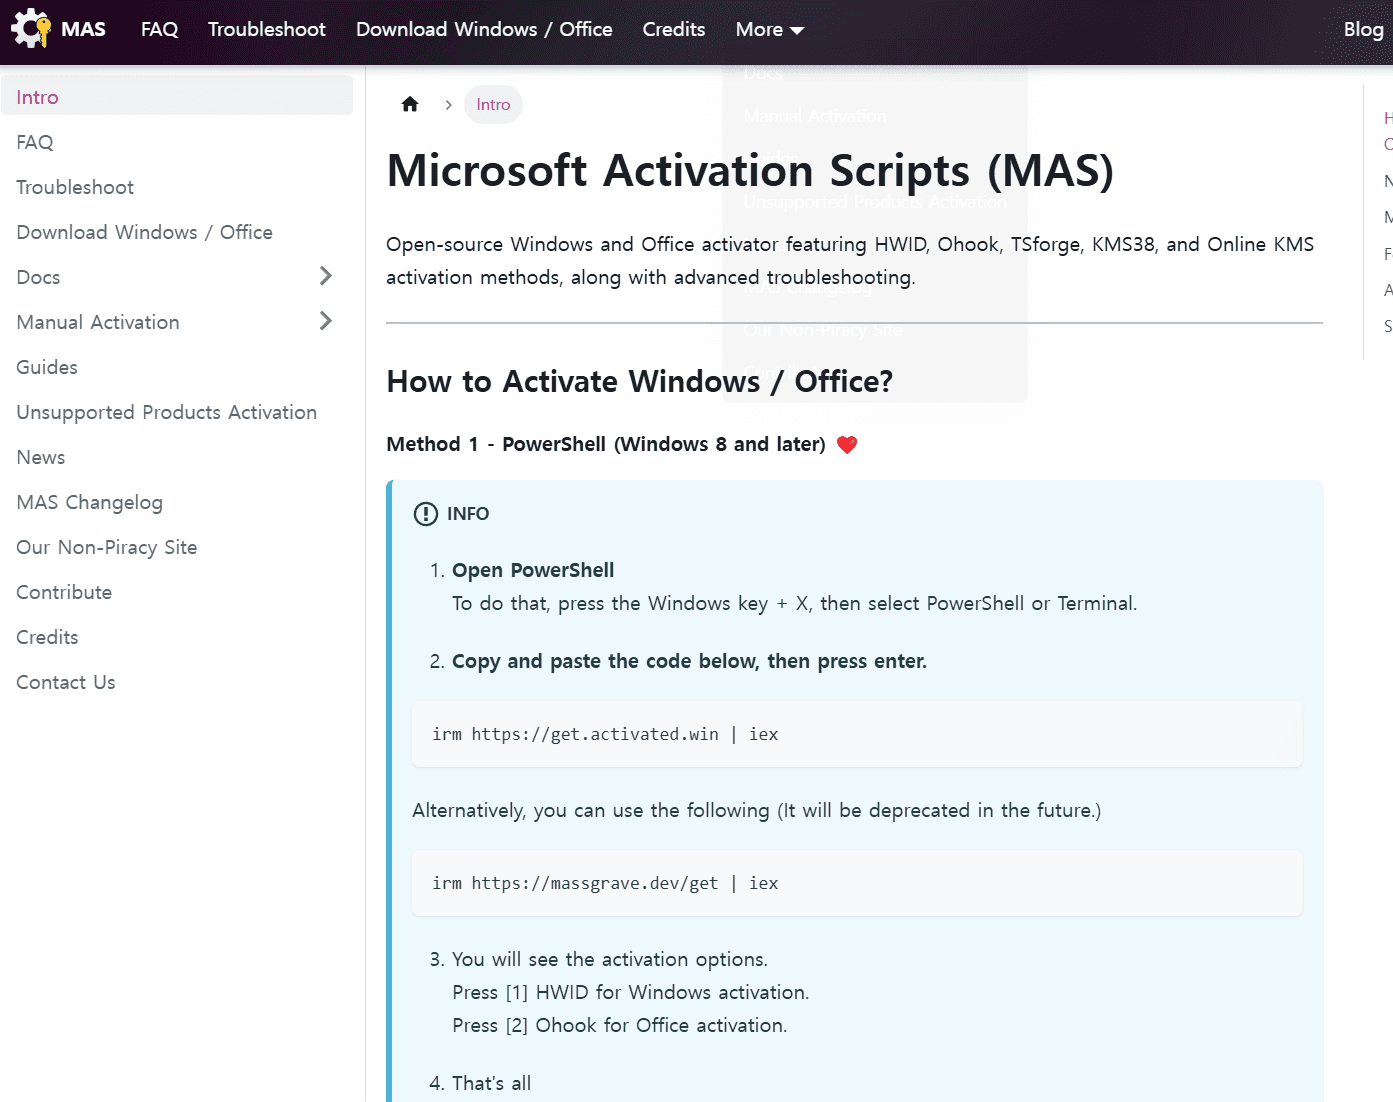 MAS FAQ Troubleshoot Download Windows / Office Credits More Blog
Intro
FAQ
Troubleshoot
Download Windows / Office
Docs
Manual Activation
Guides
Unsupported Products Activation
News
MAS Changelog
Our Non-Piracy Site
Contribute
Credits
Contact Us
Intro
Docs
Manual Activation
Unsupported Products Activation
MAS Changelog
Our Non-Piracy Site
Microsoft Activation Scripts (MAS)
Open-source Windows and Office activator featuring HWID, Ohook, TSforge, KMS38, and Online KMS
activation methods, along with advanced troubleshooting.
How to Activate Windows / Office?
Method 1 - PowerShell (Windows 8 and later) ❤️
INFO
1. Open PowerShell
To do that, press the Windows key + X, then select PowerShell or Terminal.
2. Copy and paste the code below, then press enter.
irm https://get.activated.win | iex
Alternatively, you can use the following (It will be deprecated in the future.)
irm https://massgrave.dev/get | iex
3. You will see the activation options.
Press [1] HWID for Windows activation.
Press [2] Ohook for Office activation.
4. That's all